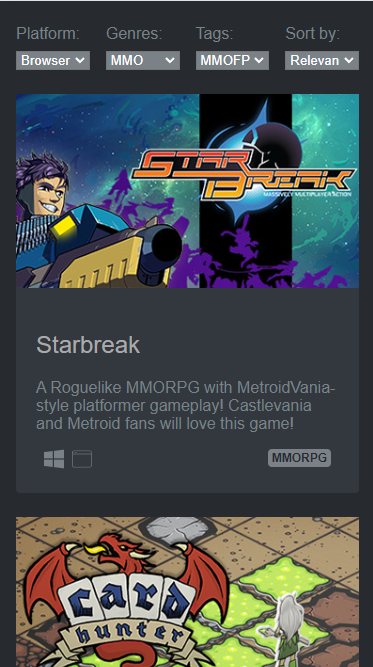 Platform: Genres: Tags: Sort by:
Browser MMO MMOFP Relevan
STAR
BREAK
MASSIVELY MULTIPLAYER ACTION
Starbreak
A Roguelike MMORPG with MetroidVania-
style platformer gameplay! Castlevania
and Metroid fans will love this game!
MMORPG
card
hunter